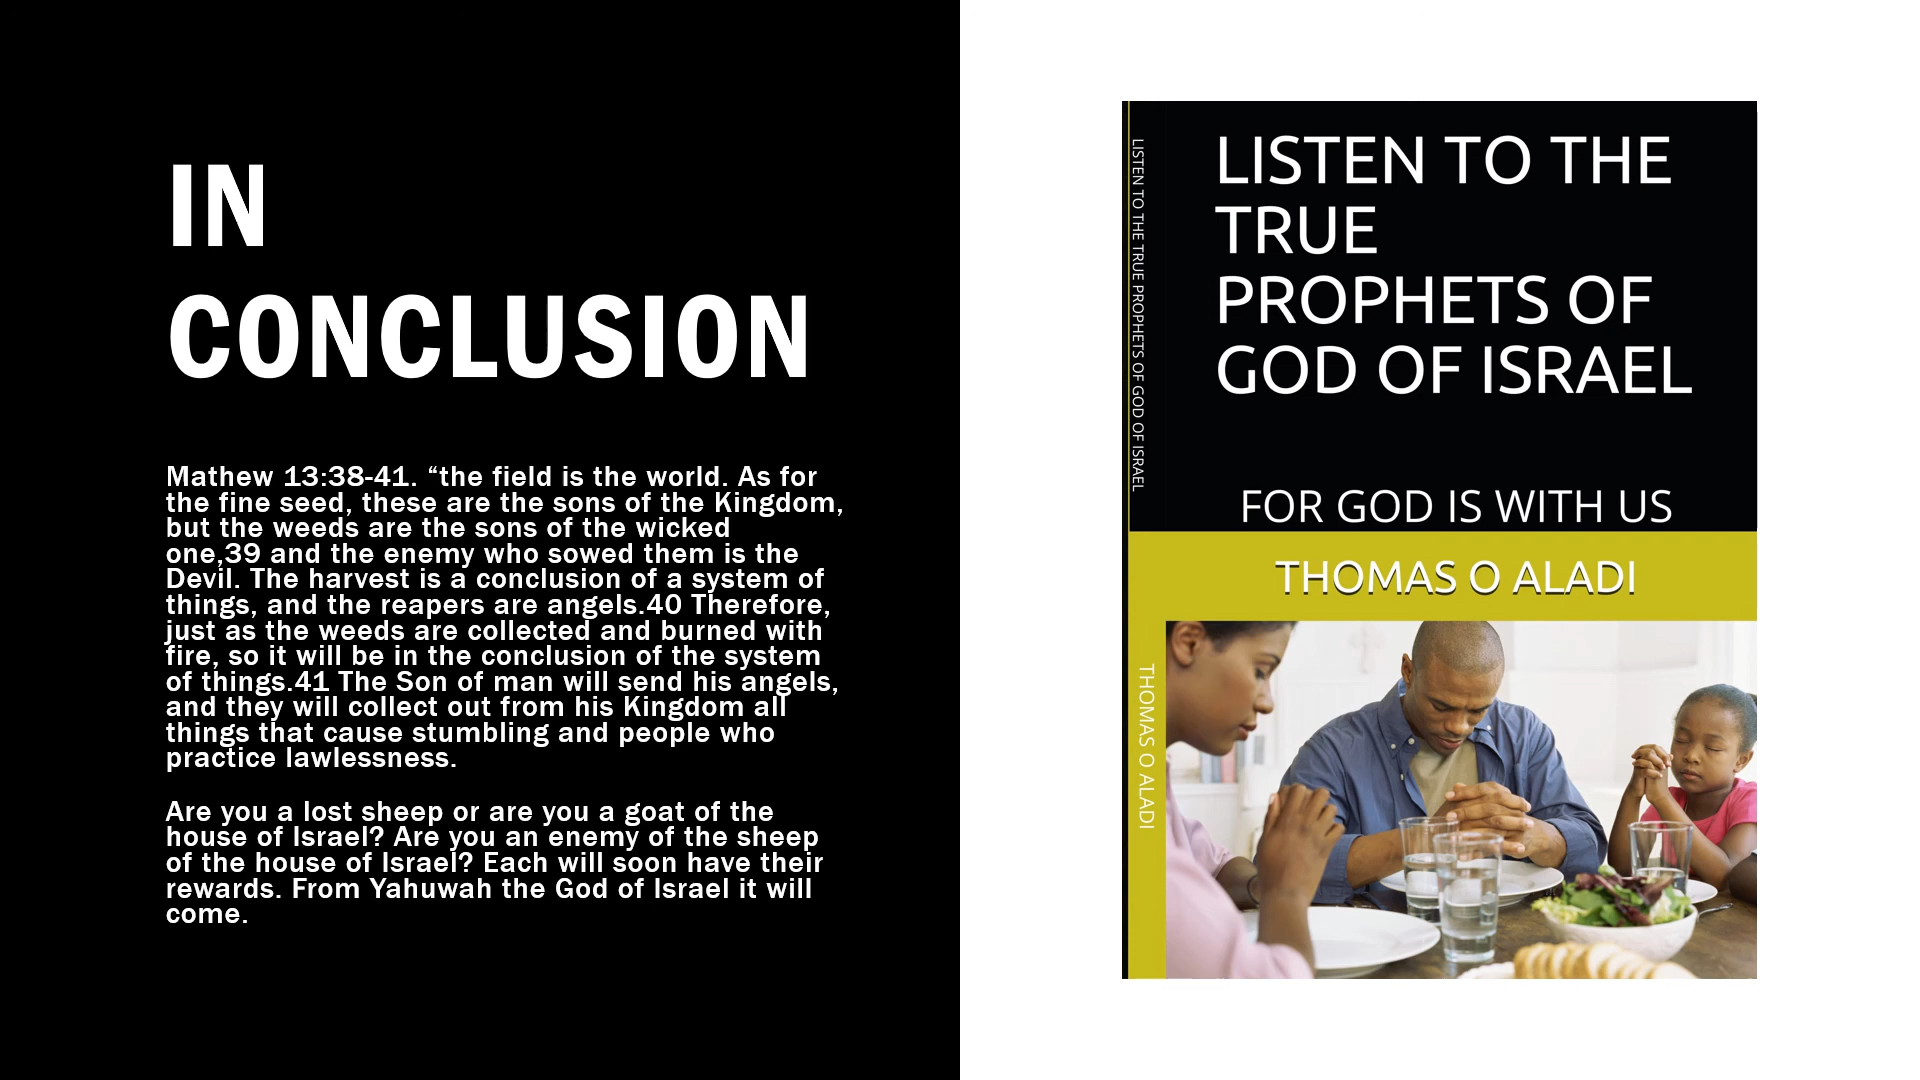 IN
CONCLUSION
Mathew 13:38-41. “the field is the world. As for
the fine seed, these are the sons of the Kingdom,
but the weeds are the sons of the wicked
one,39 and the enemy who sowed them is the
Devil. The harvest is a conclusion of a system of
things, and the reapers are angels.40 Therefore,
just as the weeds are collected and burned with
fire, so it will be in the conclusion of the system
of things.41 The Son of man will send his angels,
and they will collect out from his Kingdom all
things that cause stumbling and people who
practice lawlessness.
Are you a lost sheep or are you a goat of the
house of Israel? Are you an enemy of the sheep
of the house of Israel? Each will soon have their
rewards. From Yahuwah the God of Israel it will
come.
LISTEN TO THE TRUE PROPHETS OF GOD OF ISRAEL
THOMAS O ALADI
LISTEN TO THE
TRUE
PROPHETS OF
GOD OF ISRAEL
FOR GOD IS WITH US
THOMAS O ALADI